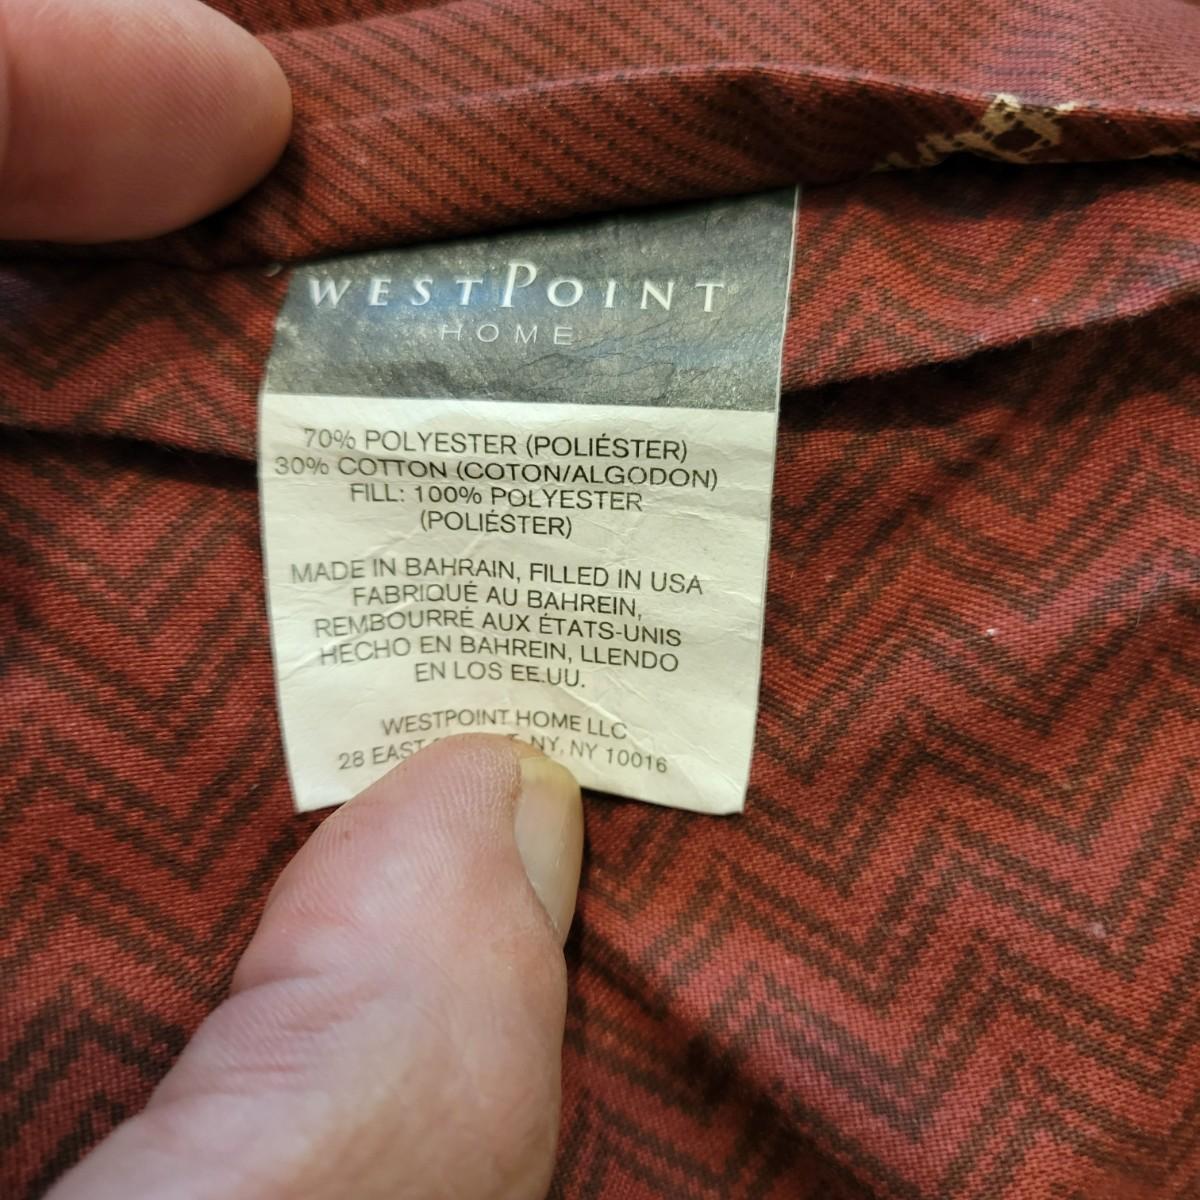 WESTPOINT
HOME
70% POLYESTER (POLIÉSTER)
30% COTTON (COTON/ALGODON)
FILL: 100% POLYESTER
(POLIÉSTER)
MADE IN BAHRAIN, FILLED IN USA
FABRIQUÉ AU BAHREIN,
REMBOURRÉ AUX ÉTATS-UNIS
HECHO EN BAHREIN, LLENDO
EN LOS EE.UU.
WESTPOINT HOME LLC
28 EAST NY, NY 10016